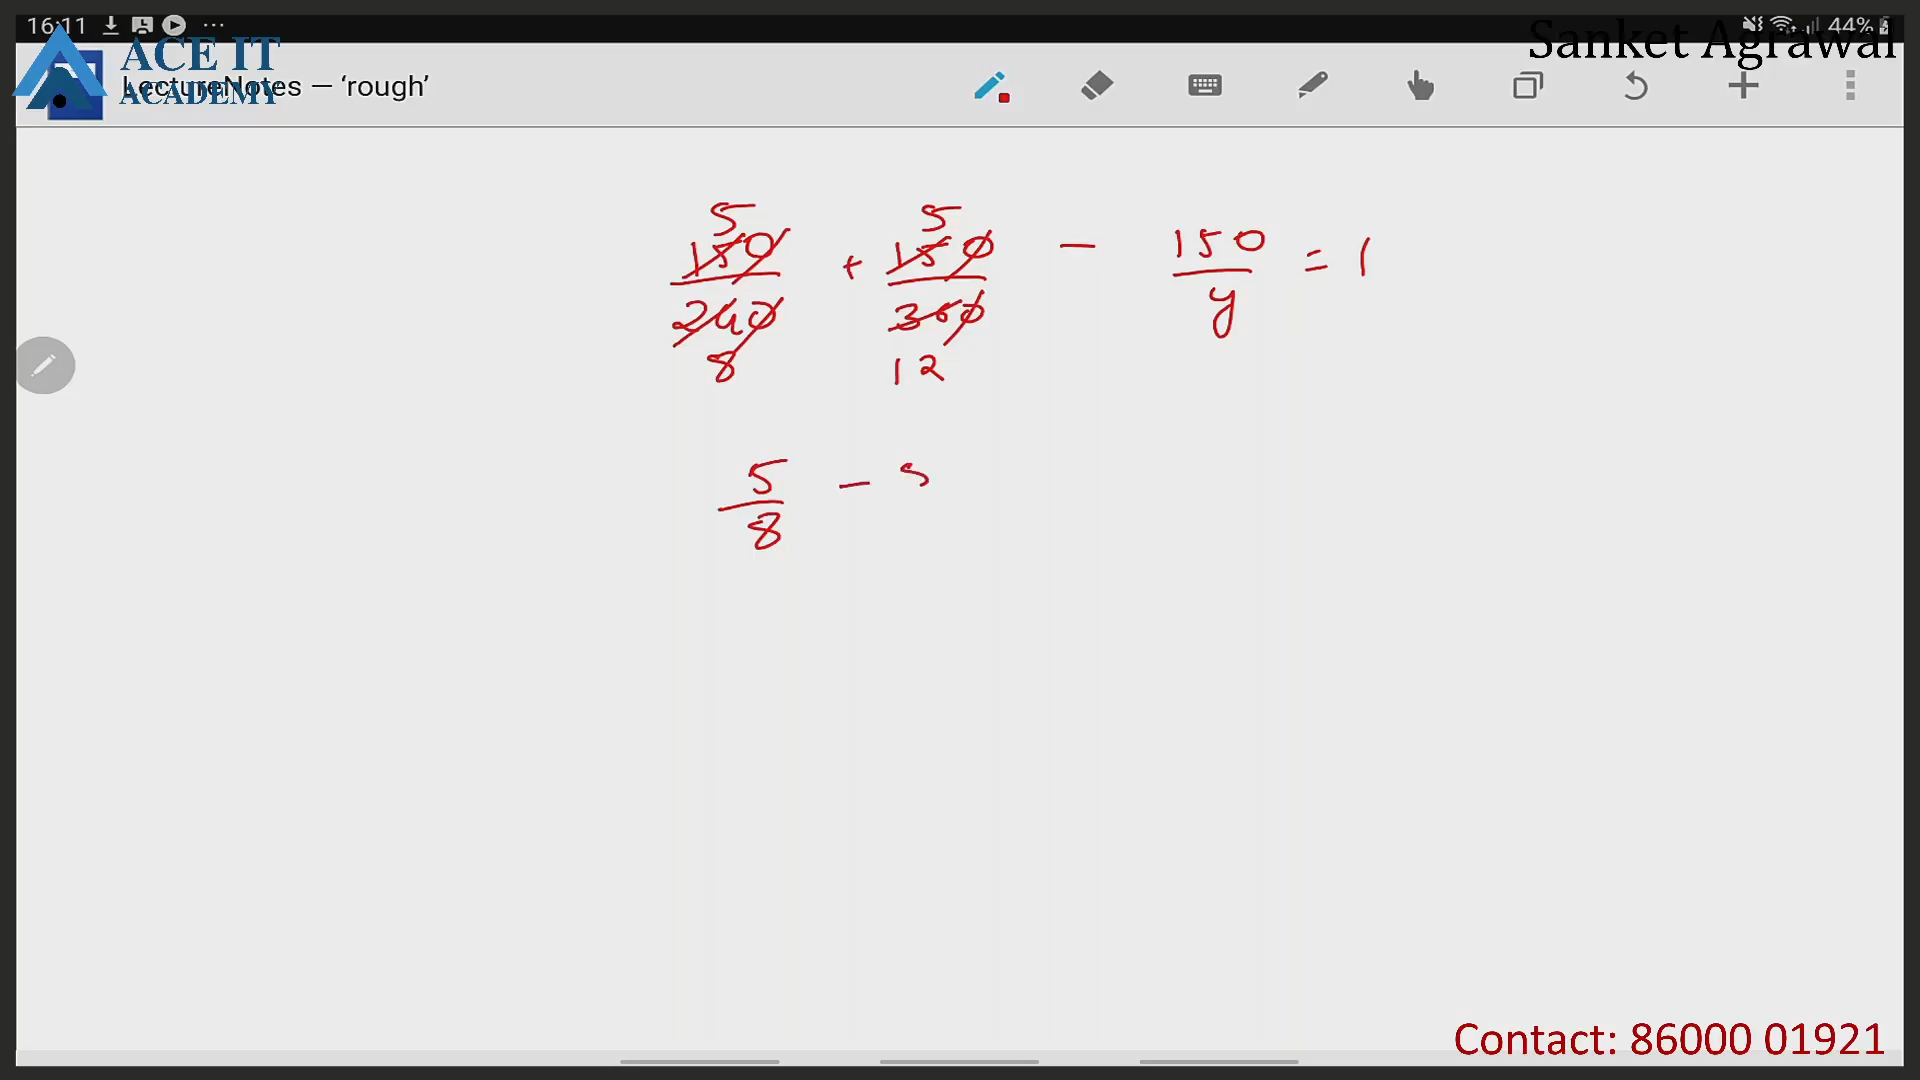 16:11 ... 44%
ACE IT
ACADEMY
LectureNotes — ‘rough’
Sanket Agrawal
5 5
150/240 + 150/360 - 150/y = 1
8 12
5/8 - 5
Contact: 86000 01921